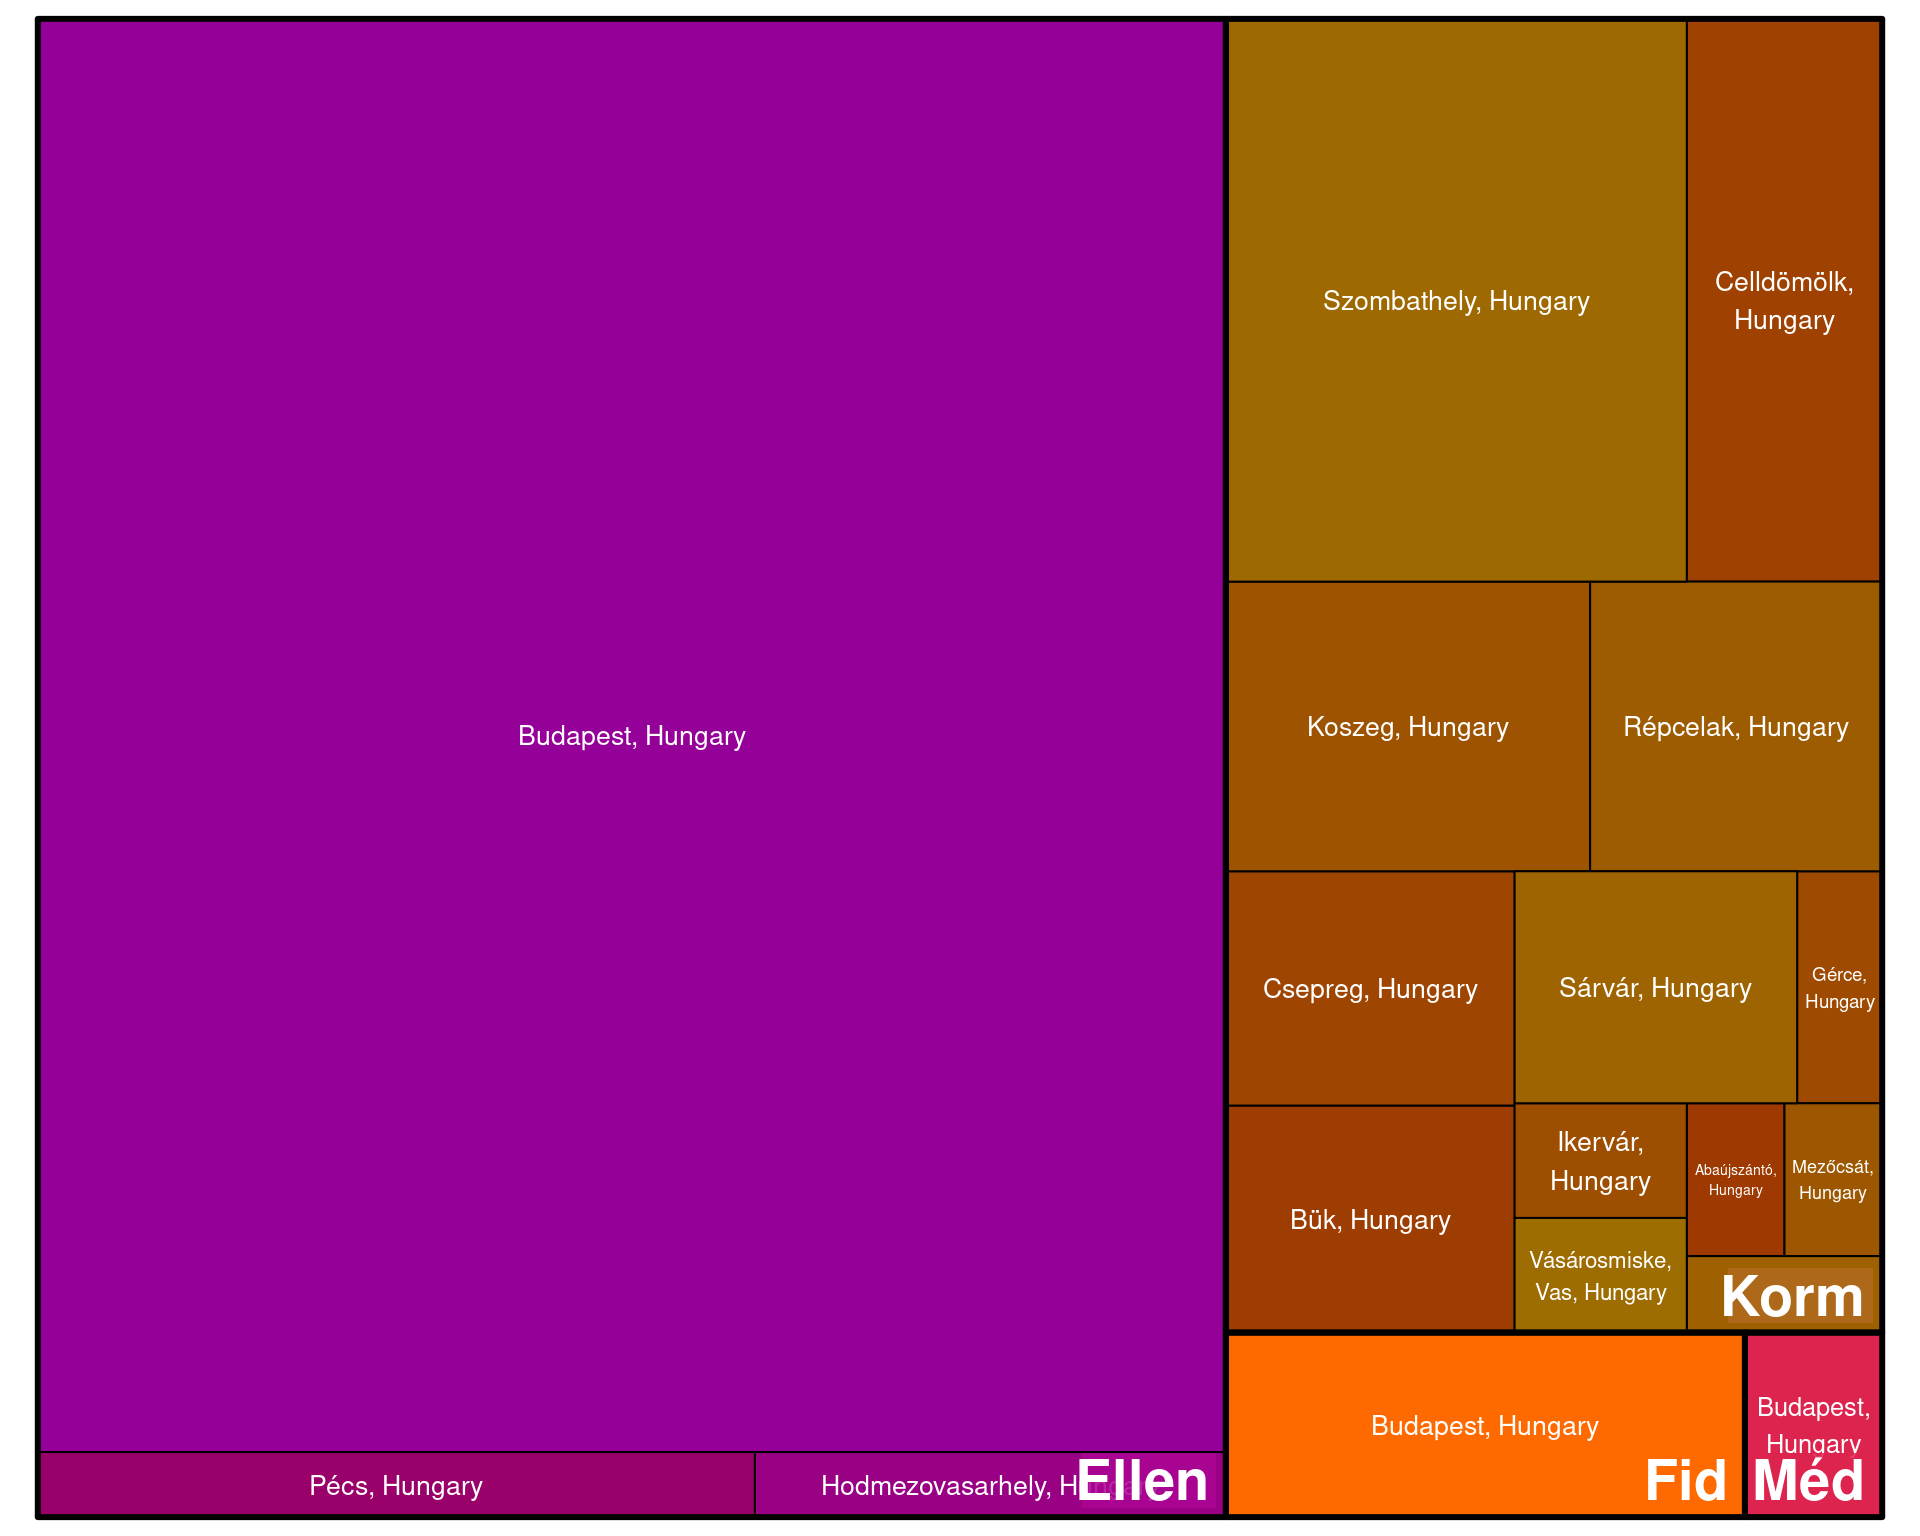 Budapest, Hungary
Pécs, Hungary
Hodmezovasarhely, Hungary
Ellen
Szombathely, Hungary
Celldömölk,
Hungary
Koszeg, Hungary
Répcelak, Hungary
Csepreg, Hungary
Sárvár, Hungary
Gérce,
Hungary
Bük, Hungary
Ikervár,
Hungary
Vásárosmiske,
Vas, Hungary
Abaújszántó,
Hungary
Mezőcsát,
Hungary
Korm
Budapest, Hungary
Fid
Budapest,
Hungary
Méd